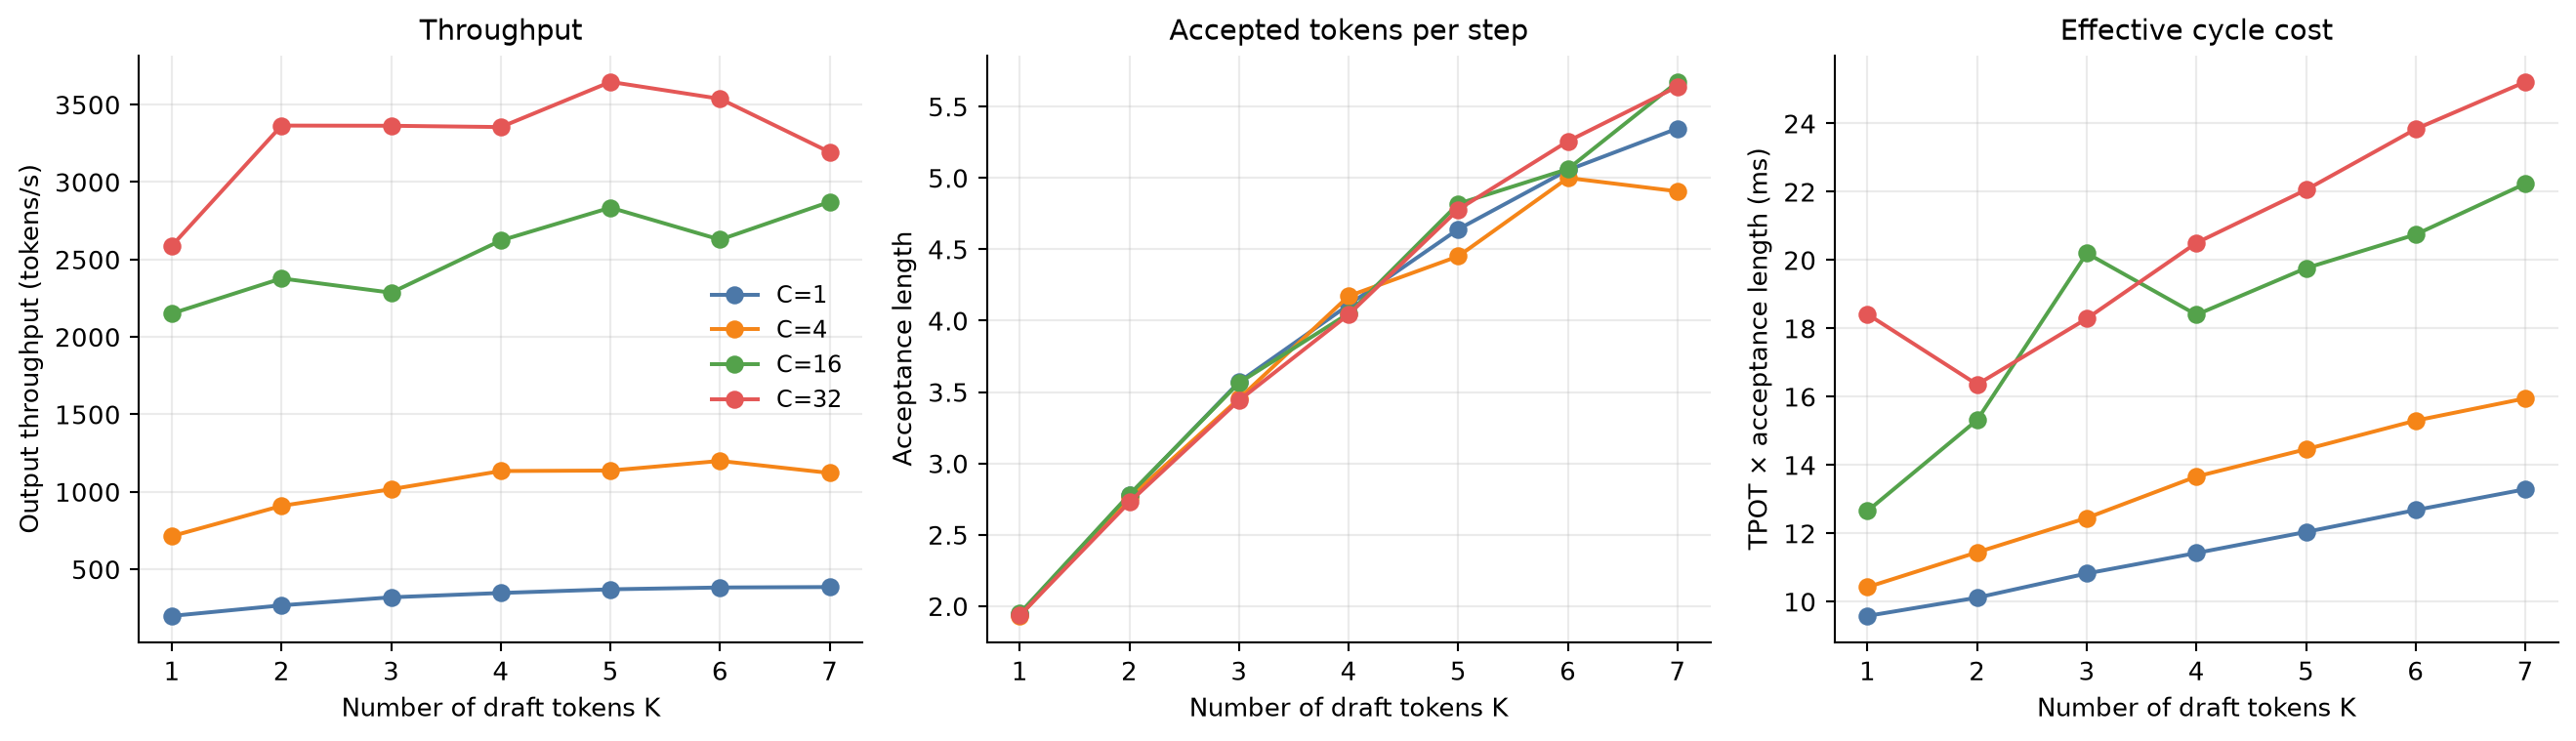 Throughput
Output throughput (tokens/s)
3500
3000
2500
2000
1500
1000
500
C=1
C=4
C=16
C=32
1 2 3 4 5 6 7
Number of draft tokens K
Accepted tokens per step
Acceptance length
5.5
5.0
4.5
4.0
3.5
3.0
2.5
2.0
1 2 3 4 5 6 7
Number of draft tokens K
Effective cycle cost
TPOT × acceptance length (ms)
24
22
20
18
16
14
12
10
1 2 3 4 5 6 7
Number of draft tokens K